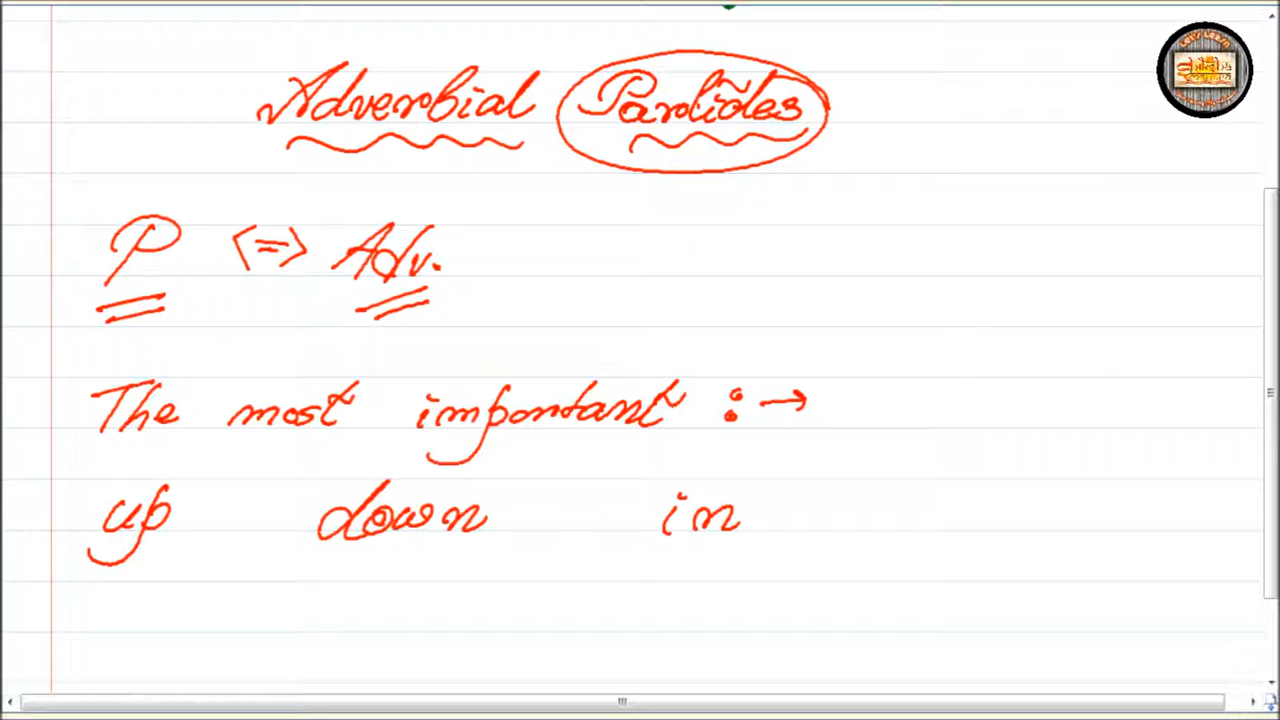 Adverbial Particles
P <=> Adv.
The most important :→
up down in